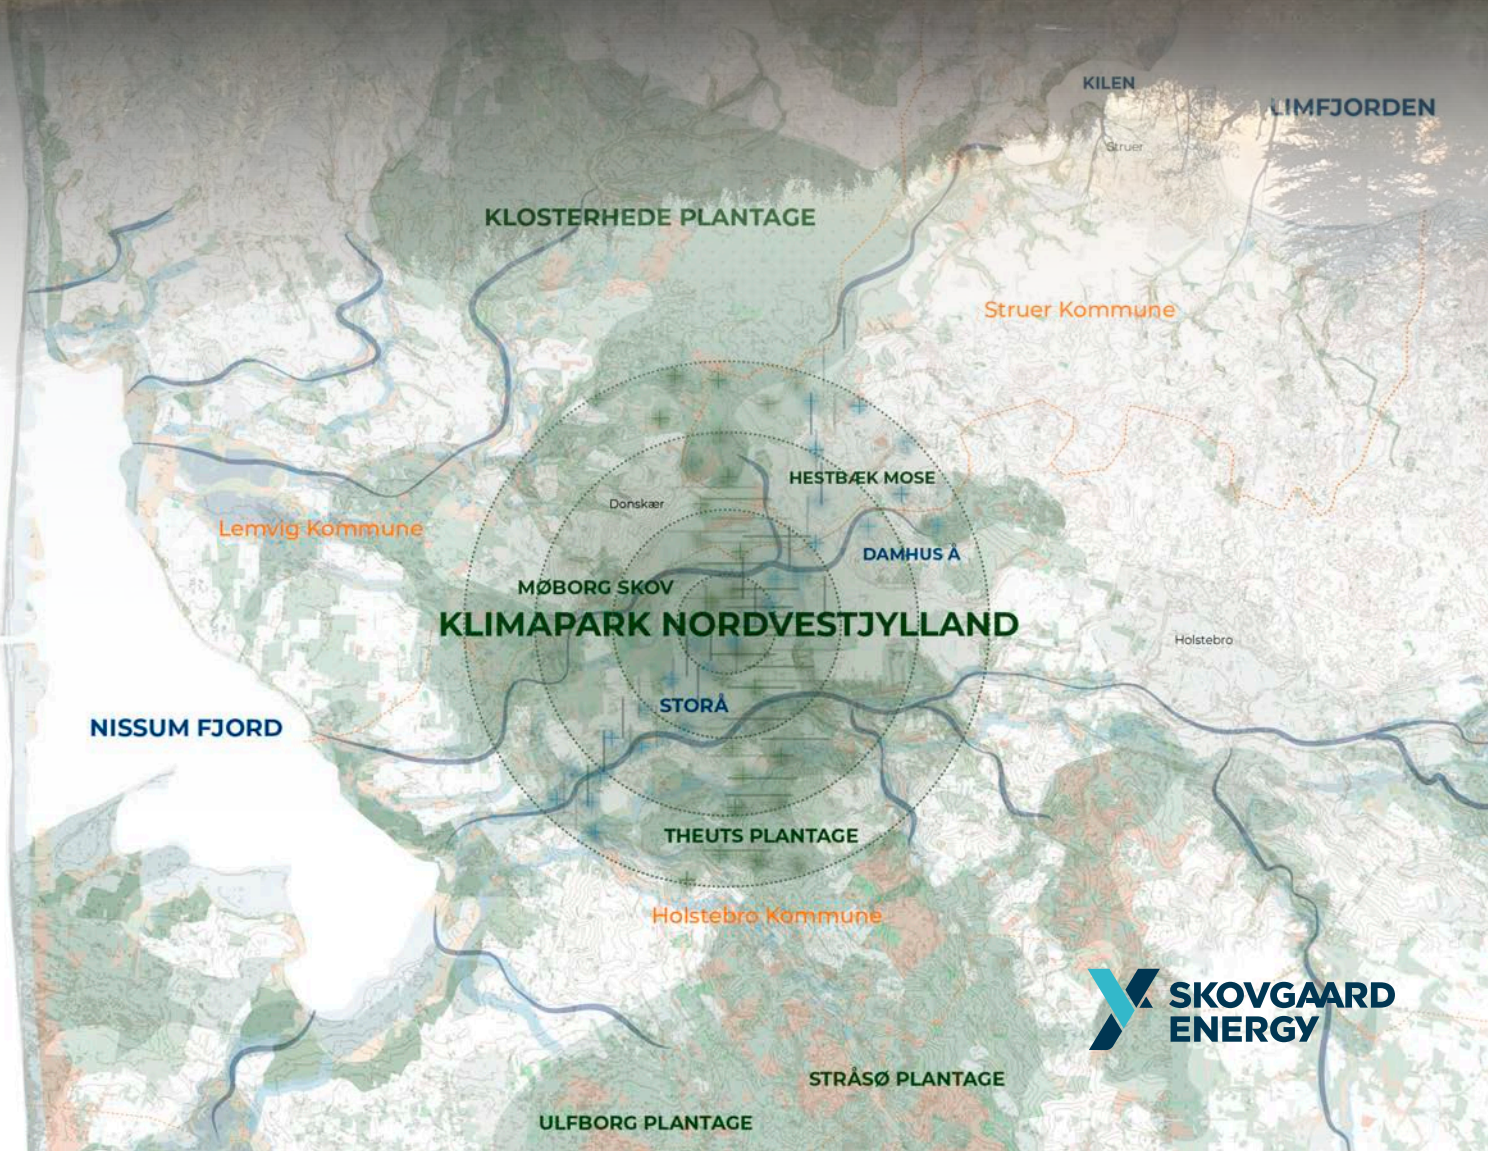 KILEN
LIMFJORDEN
Struer
KLOSTERHEDE PLANTAGE
Struer Kommune
HESTBÆK MOSE
Donskær
Lemvig Kommune
DAMHUS Å
MØBORG SKOV
KLIMAPARK NORDVESTJYLLAND
Holstebro
STORÅ
NISSUM FJORD
THEUTS PLANTAGE
Holstebro Kommune
SKOVGAARD
ENERGY
STRÅSØ PLANTAGE
ULFBORG PLANTAGE